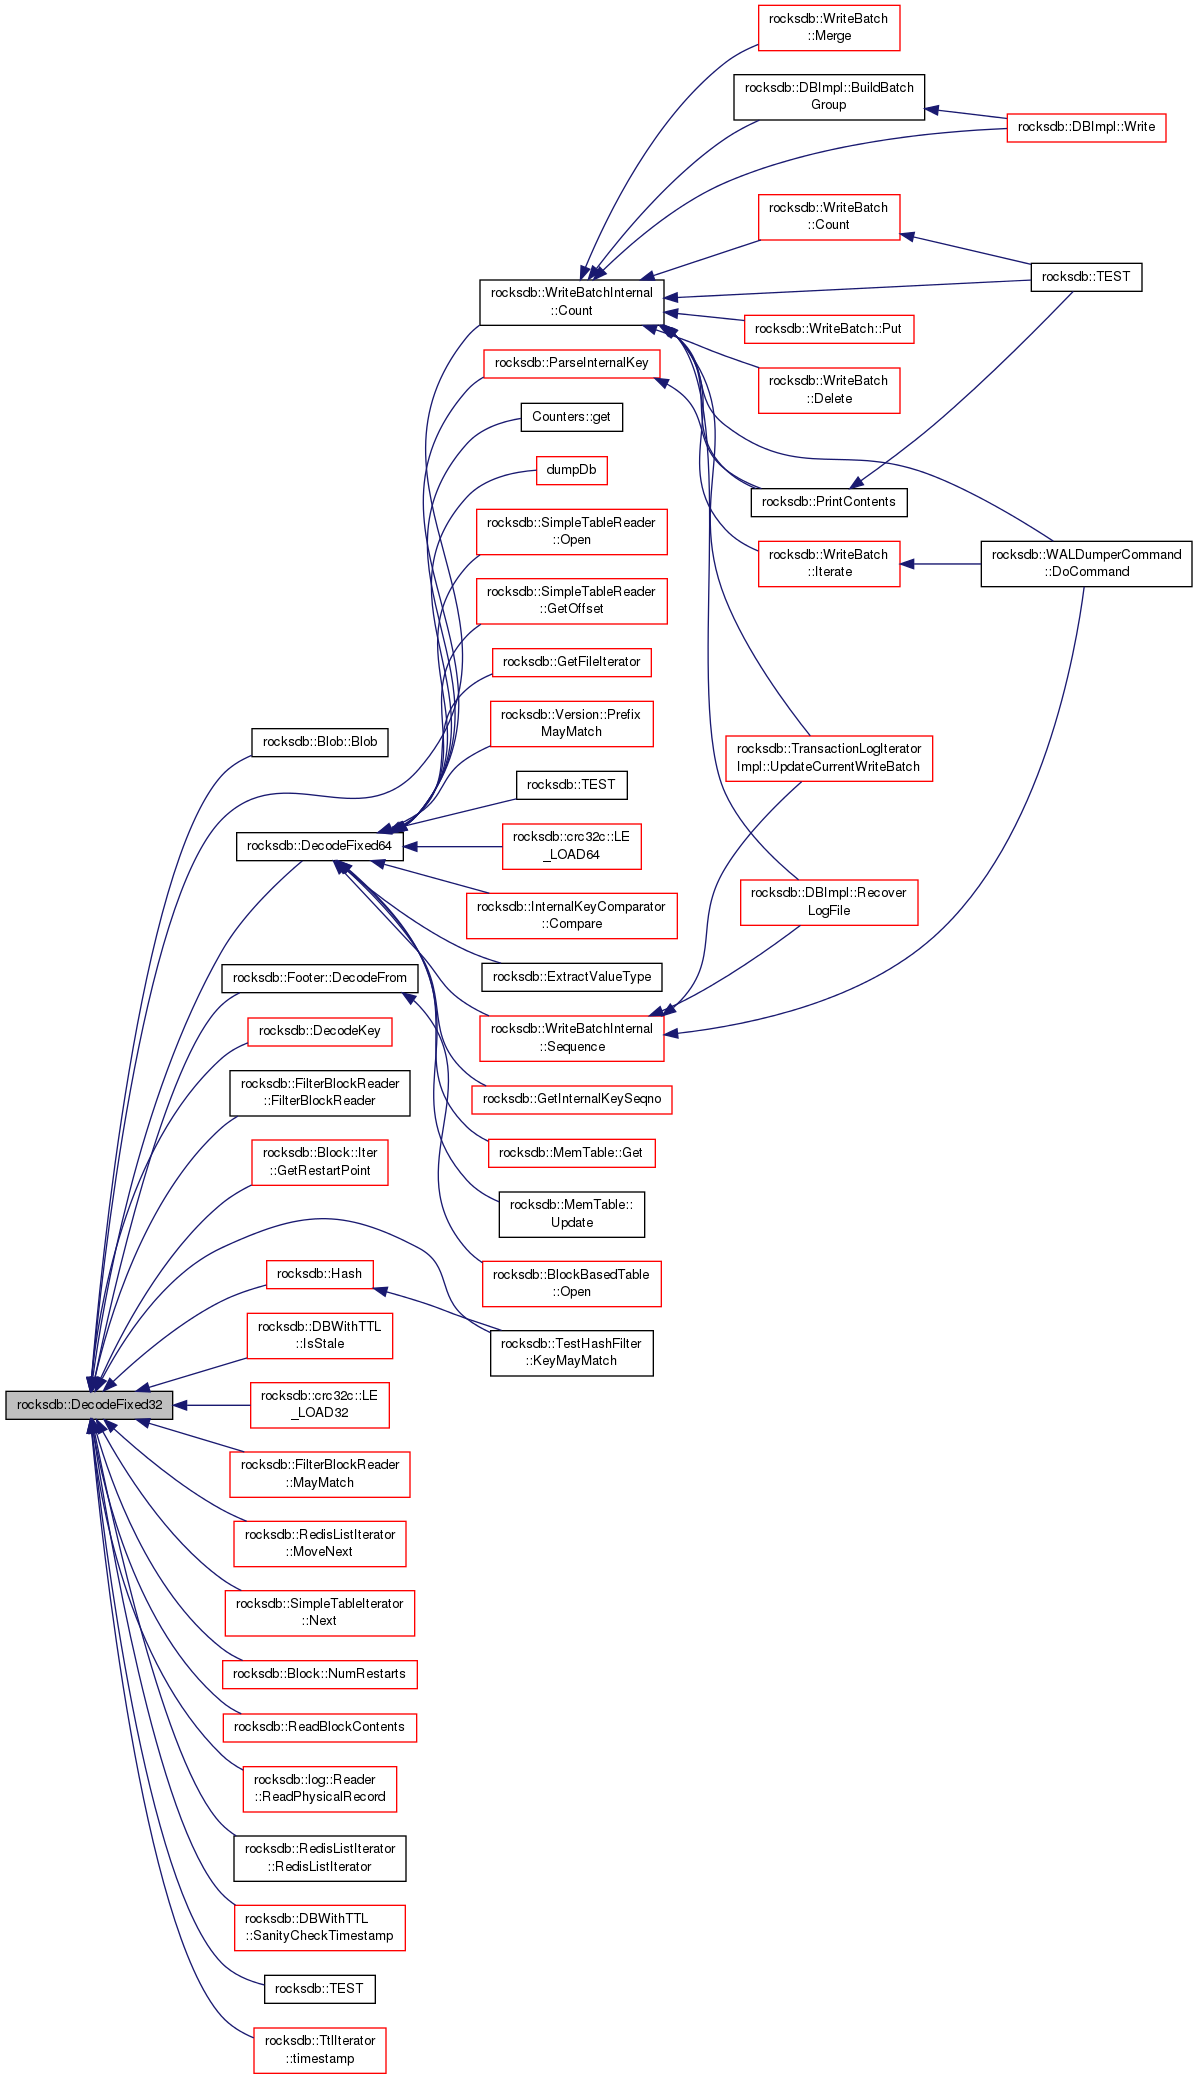 rocksdb::WriteBatch
::Merge
rocksdb::DBImpl::BuildBatch
Group
rocksdb::DBImpl::Write
rocksdb::WriteBatch
::Count
rocksdb::TEST
rocksdb::WriteBatchInternal
::Count
rocksdb::WriteBatch::Put
rocksdb::ParseInternalKey
rocksdb::WriteBatch
::Delete
Counters::get
dumpDb
rocksdb::PrintContents
rocksdb::SimpleTableReader
::Open
rocksdb::WriteBatch
::Iterate
rocksdb::WALDumperCommand
::DoCommand
rocksdb::SimpleTableReader
::GetOffset
rocksdb::GetFileIterator
rocksdb::Version::Prefix
MayMatch
rocksdb::Blob::Blob
rocksdb::TransactionLogIterator
Impl::UpdateCurrentWriteBatch
rocksdb::TEST
rocksdb::DecodeFixed64
rocksdb::crc32c::LE
_LOAD64
rocksdb::InternalKeyComparator
::Compare
rocksdb::DBImpl::Recover
LogFile
rocksdb::Footer::DecodeFrom
rocksdb::ExtractValueType
rocksdb::DecodeKey
rocksdb::WriteBatchInternal
::Sequence
rocksdb::FilterBlockReader
::FilterBlockReader
rocksdb::GetInternalKeySeqno
rocksdb::Block::Iter
::GetRestartPoint
rocksdb::MemTable::Get
rocksdb::MemTable::
Update
rocksdb::Hash
rocksdb::BlockBasedTable
::Open
rocksdb::DBWithTTL
::IsStale
rocksdb::TestHashFilter
::KeyMayMatch
rocksdb::DecodeFixed32
rocksdb::crc32c::LE
_LOAD32
rocksdb::FilterBlockReader
::MayMatch
rocksdb::RedisListIterator
::MoveNext
rocksdb::SimpleTableIterator
::Next
rocksdb::Block::NumRestarts
rocksdb::ReadBlockContents
rocksdb::log::Reader
::ReadPhysicalRecord
rocksdb::RedisListIterator
::RedisListIterator
rocksdb::DBWithTTL
::SanityCheckTimestamp
rocksdb::TEST
rocksdb::TtlIterator
::timestamp